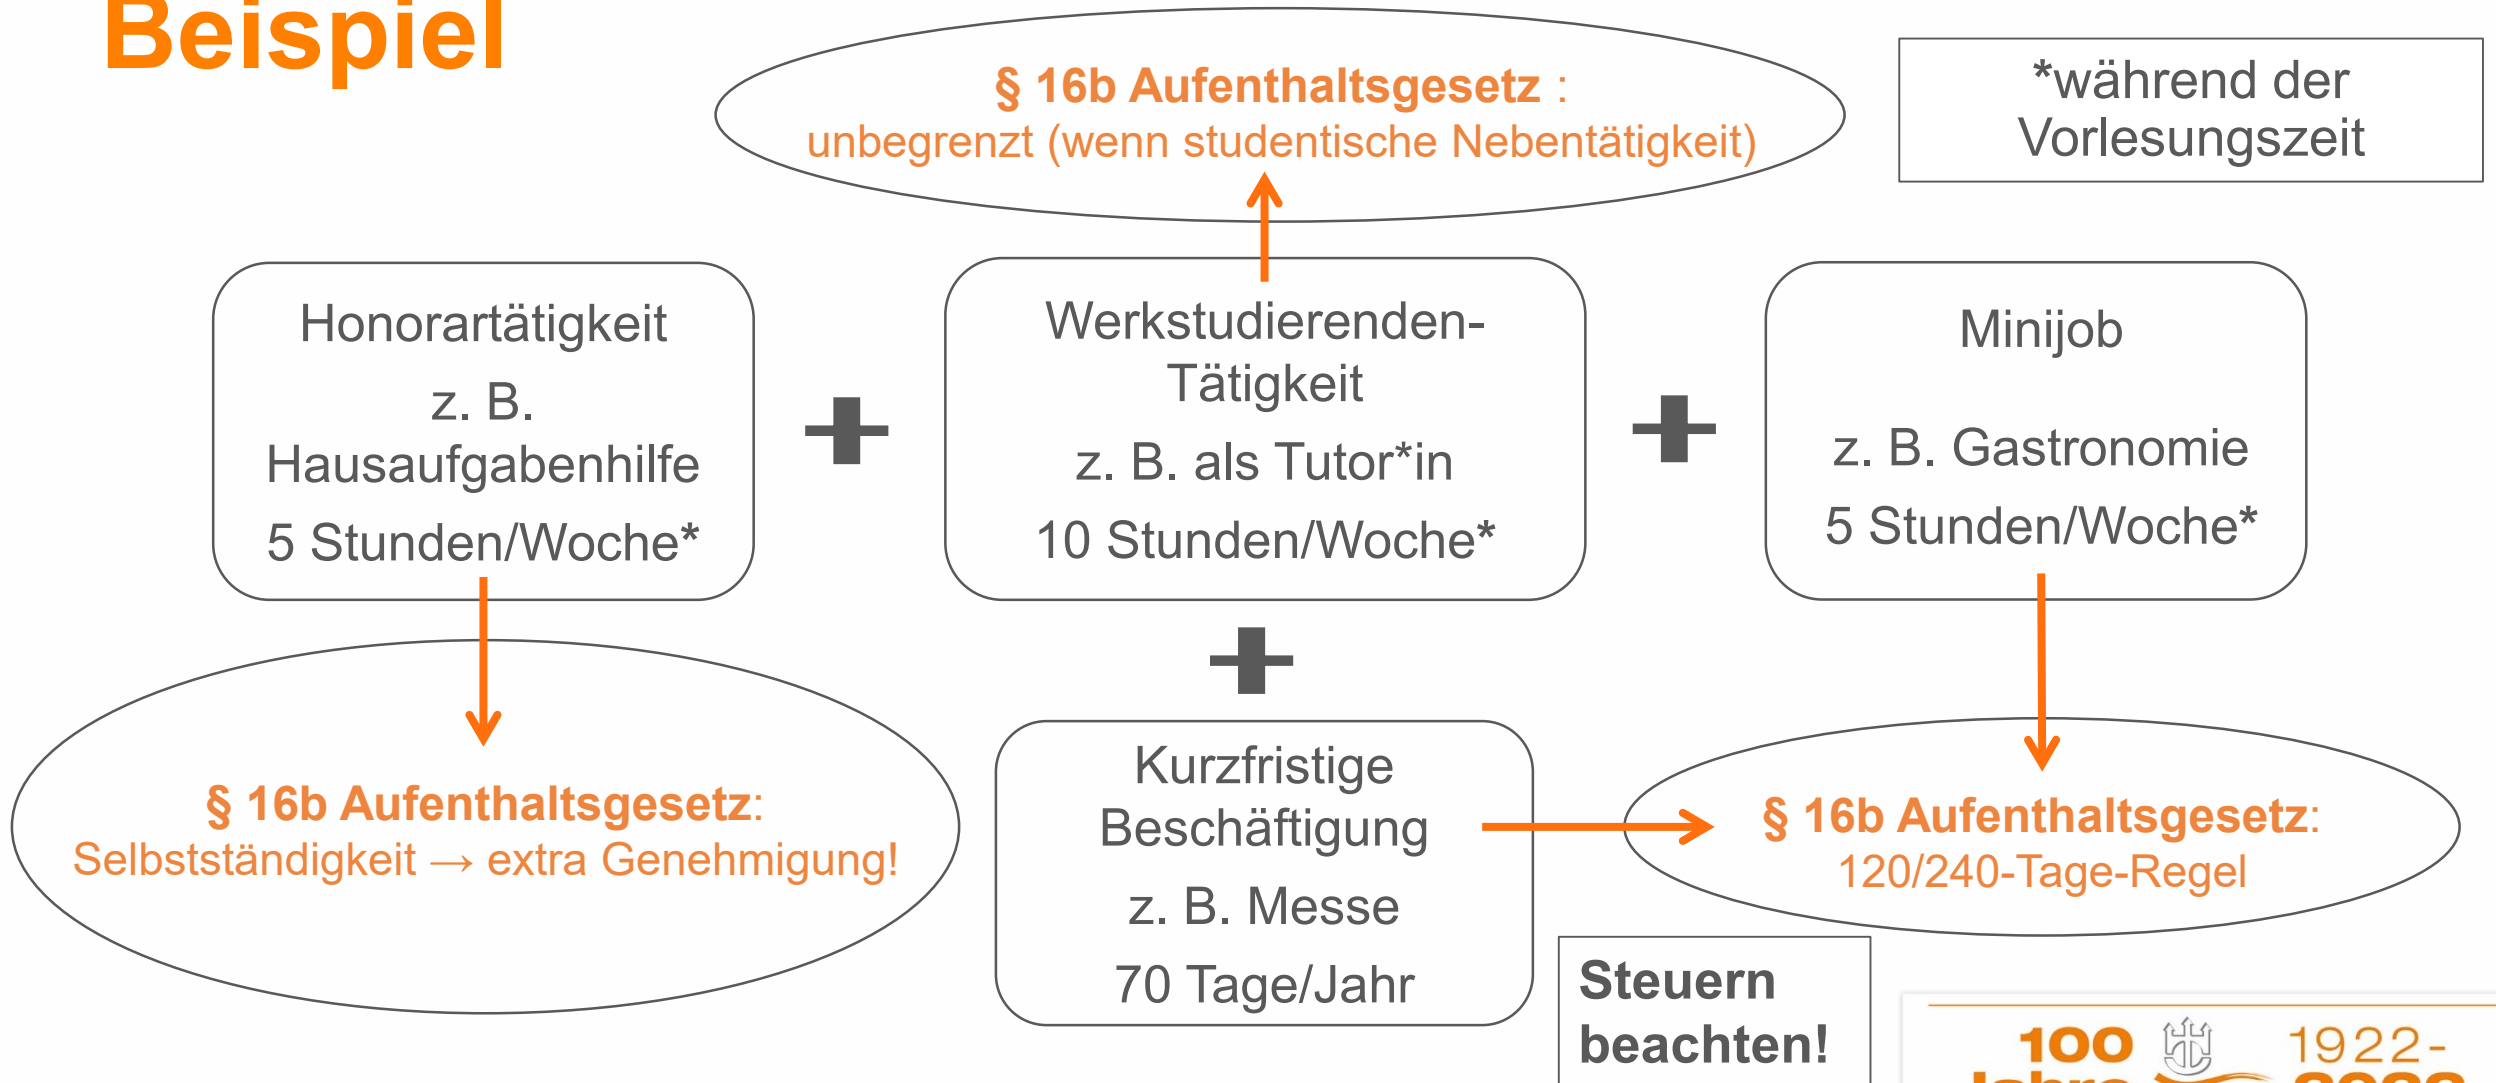 Beispiel
§ 16b Aufenthaltsgesetz :
unbegrenzt (wenn studentische Nebentätigkeit)
*während der
Vorlesungszeit
Honorartätigkeit
z. B.
Hausaufgabenhilfe
5 Stunden/Woche*
Werkstudierenden-
Tätigkeit
z. B. als Tutor*in
10 Stunden/Woche*
Minijob
z. B. Gastronomie
5 Stunden/Woche*
§ 16b Aufenthaltsgesetz:
Selbstständigkeit → extra Genehmigung!
Kurzfristige
Beschäftigung
z. B. Messe
70 Tage/Jahr
§ 16b Aufenthaltsgesetz:
120/240-Tage-Regel
Steuern
beachten!
100
Jahre
1922-